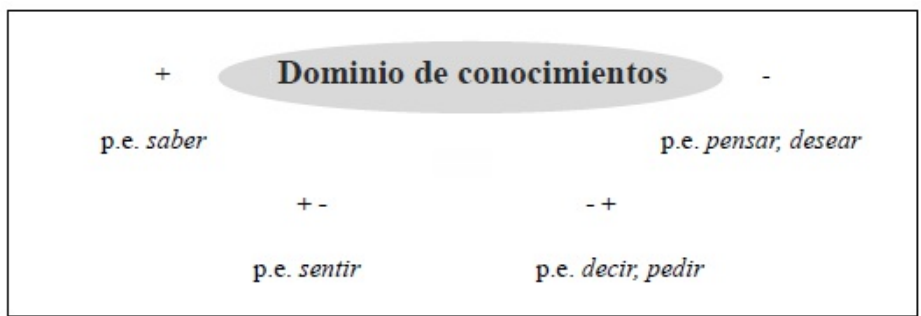 + Dominio de conocimientos -
p.e. saber p.e. pensar, desear
+ - - +
p.e. sentir p.e. decir, pedir